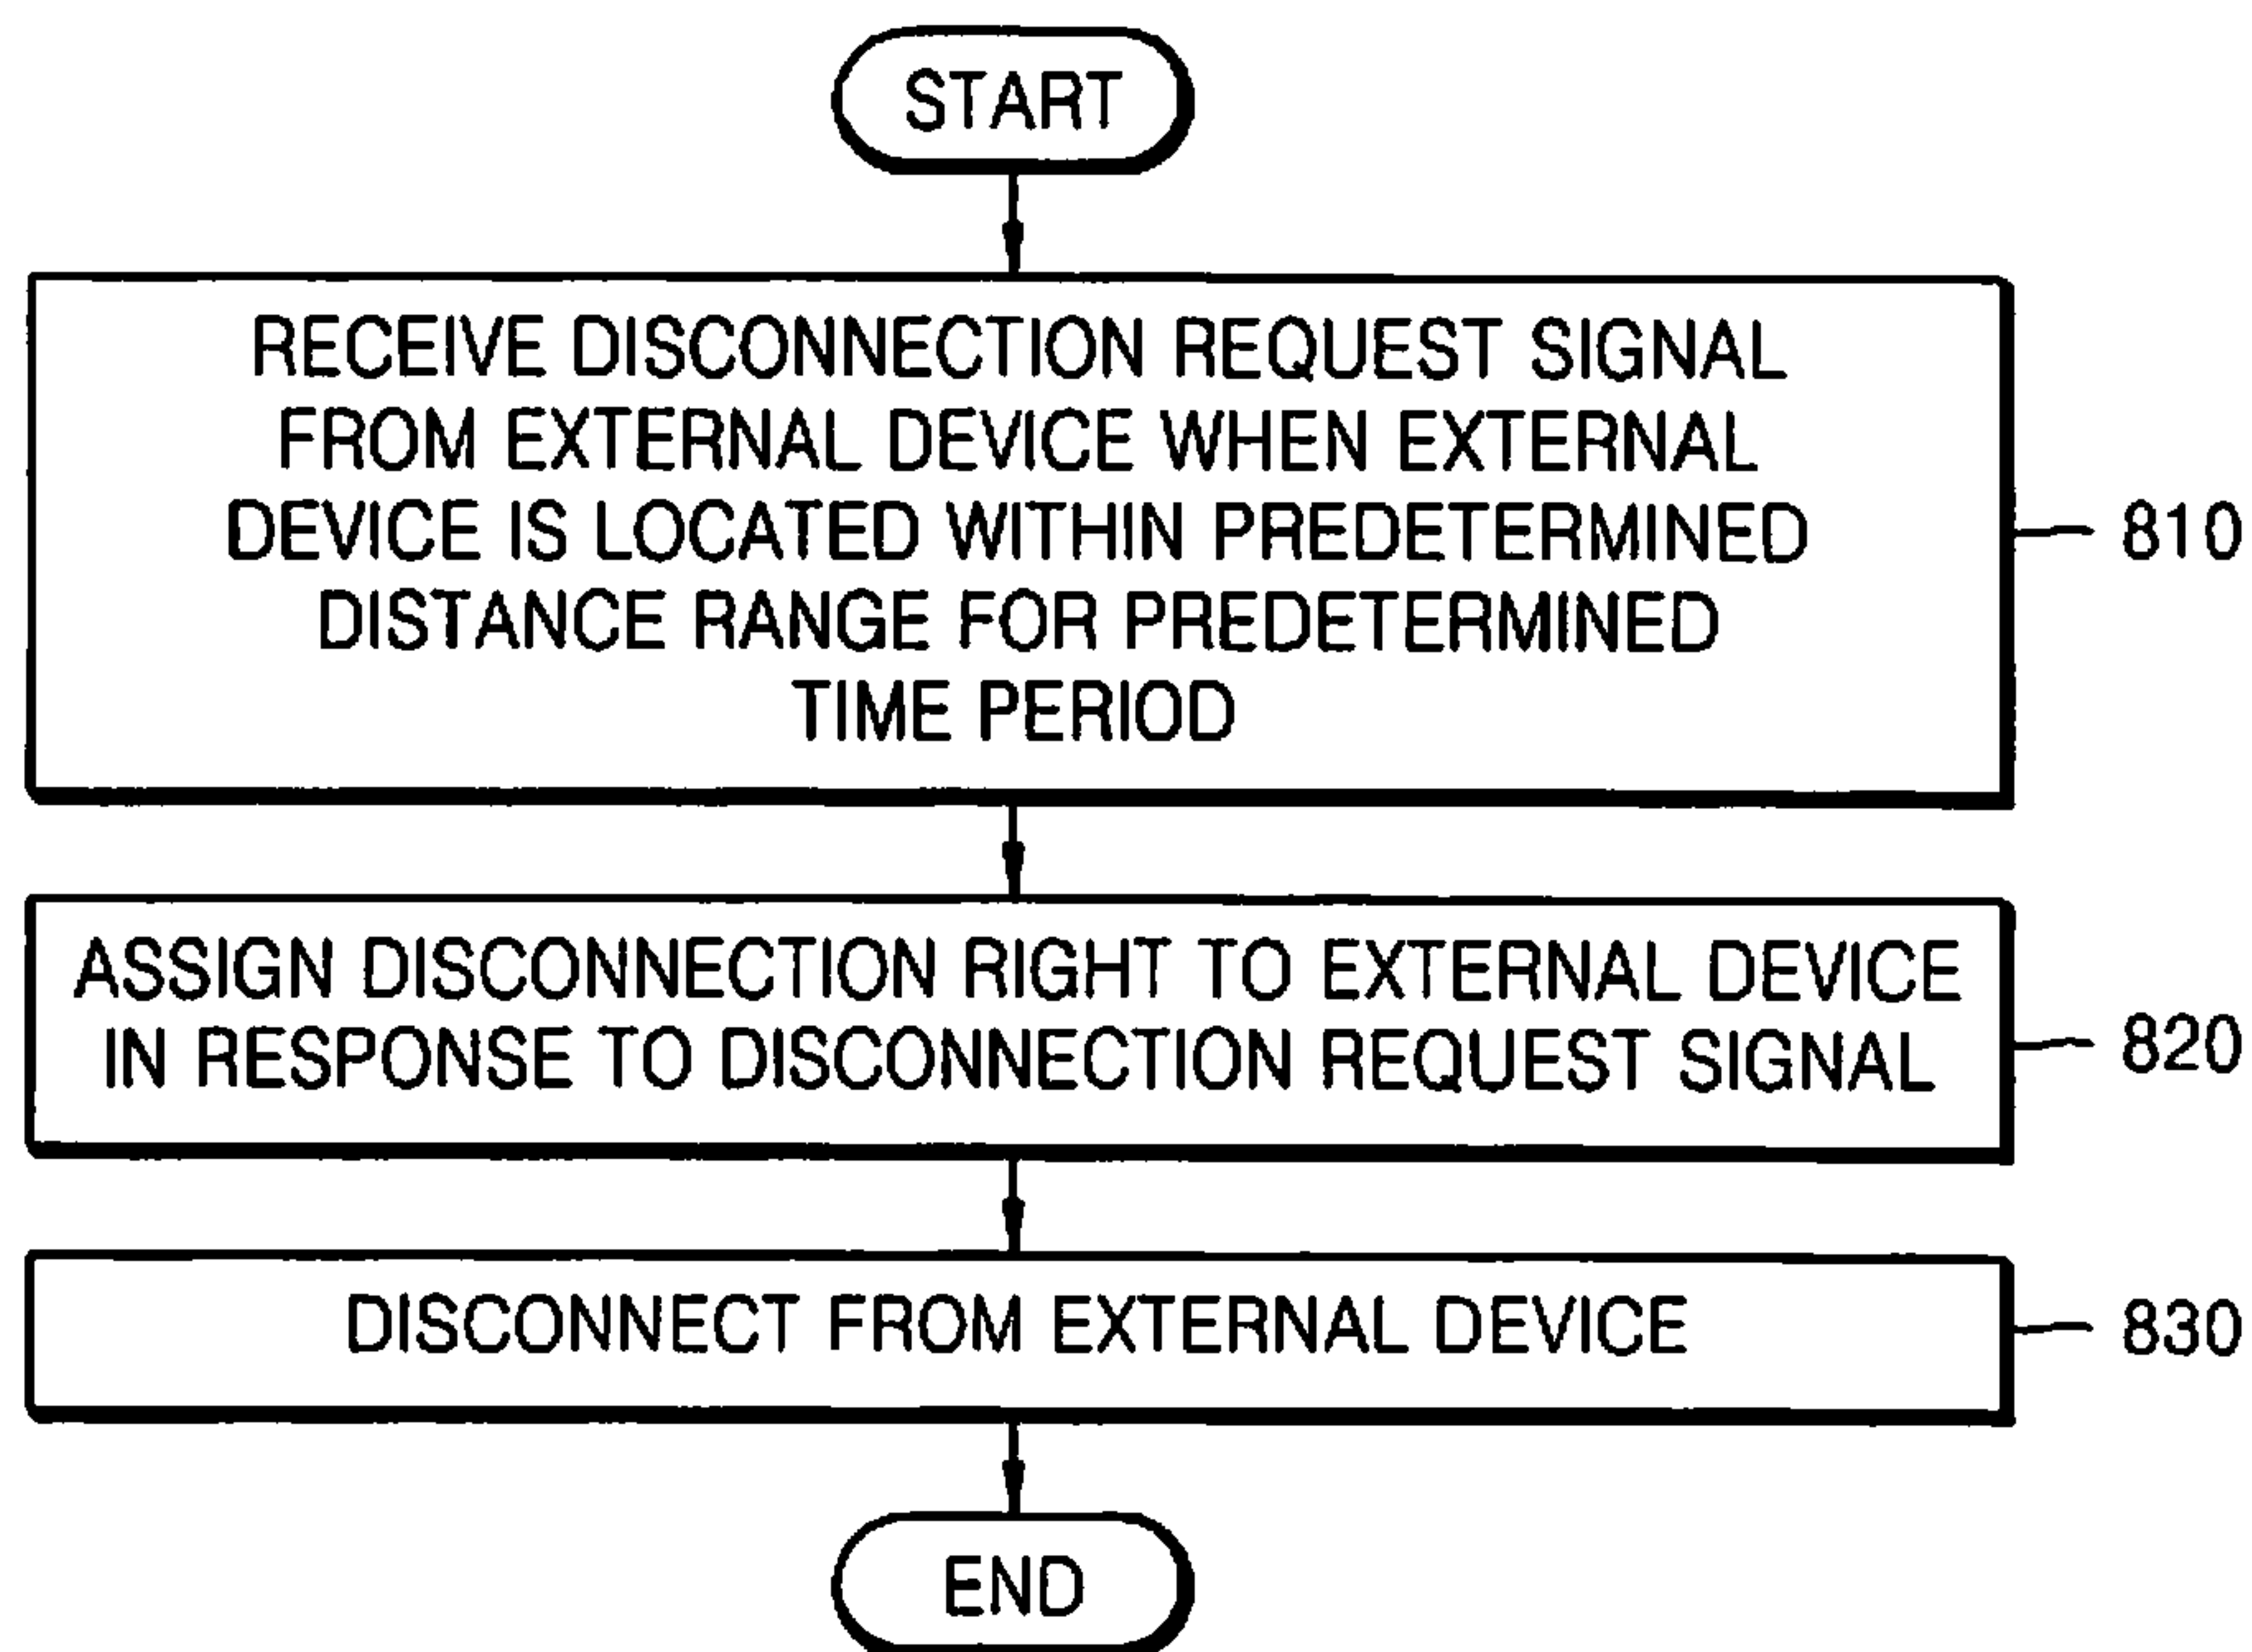 START
RECEIVE DISCONNECTION REQUEST SIGNAL
FROM EXTERNAL DEVICE WHEN EXTERNAL
DEVICE IS LOCATED WITHIN PREDETERMINED
DISTANCE RANGE FOR PREDETERMINED
TIME PERIOD
810
ASSIGN DISCONNECTION RIGHT TO EXTERNAL DEVICE
IN RESPONSE TO DISCONNECTION REQUEST SIGNAL
820
DISCONNECT FROM EXTERNAL DEVICE
830
END